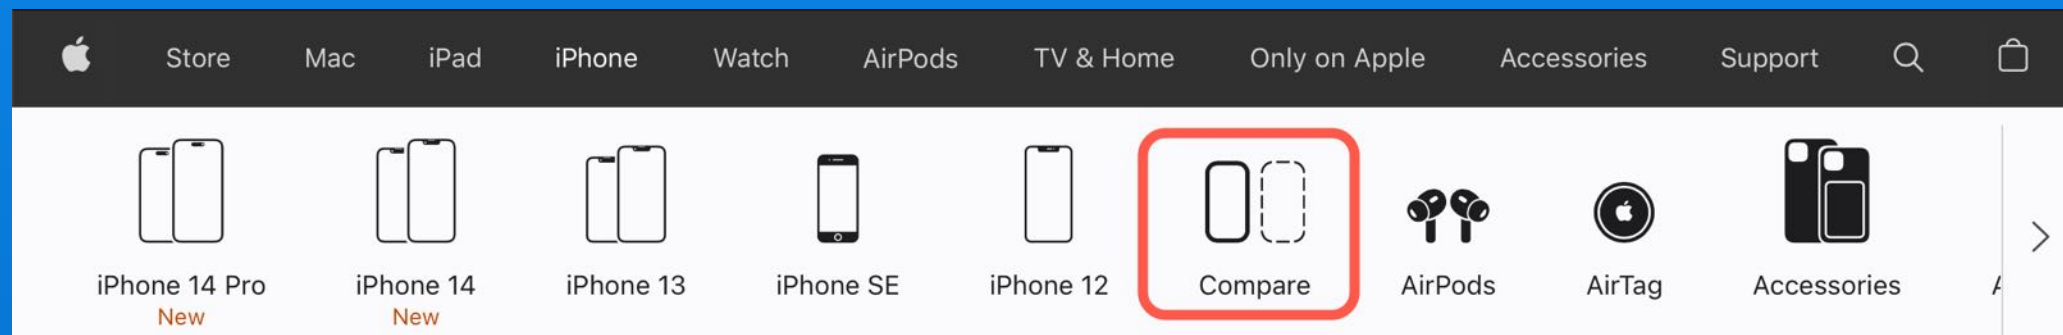 Store Mac iPad iPhone Watch AirPods TV & Home Only on Apple Accessories Support
iPhone 14 Pro iPhone 14 iPhone 13 iPhone SE iPhone 12 Compare AirPods AirTag Accessories
New New